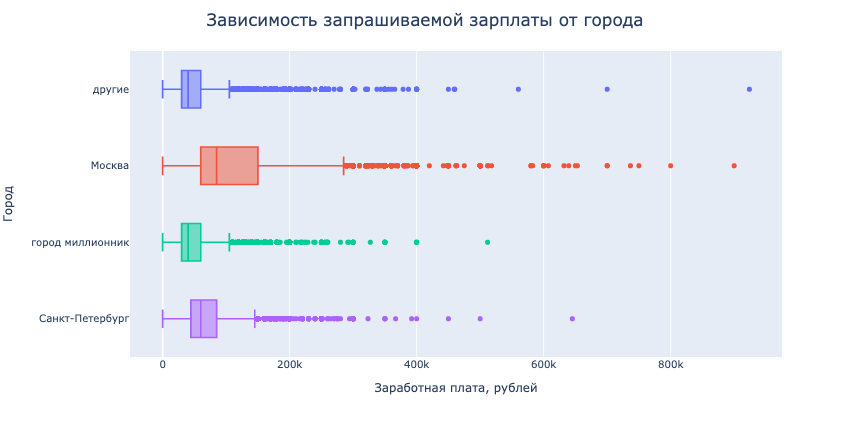 Зависимость запрашиваемой зарплаты от города
Город
другие
Москва
город миллионник
Санкт-Петербург
0
200k
400k
600k
800k
Заработная плата, рублей